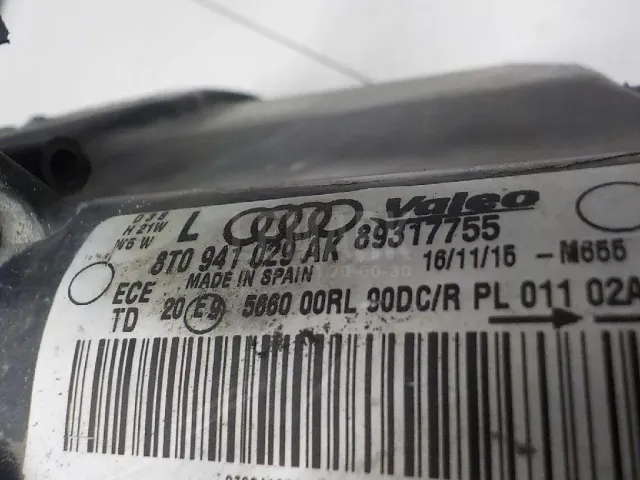 D3S
H 21W
W5 W
L Valeo
8T0 941 029 AK 89317755
MADE IN SPAIN 16/11/15 - M655
ECE 20 E9 5660 00RL 90DC/R PL 011 02A
TD